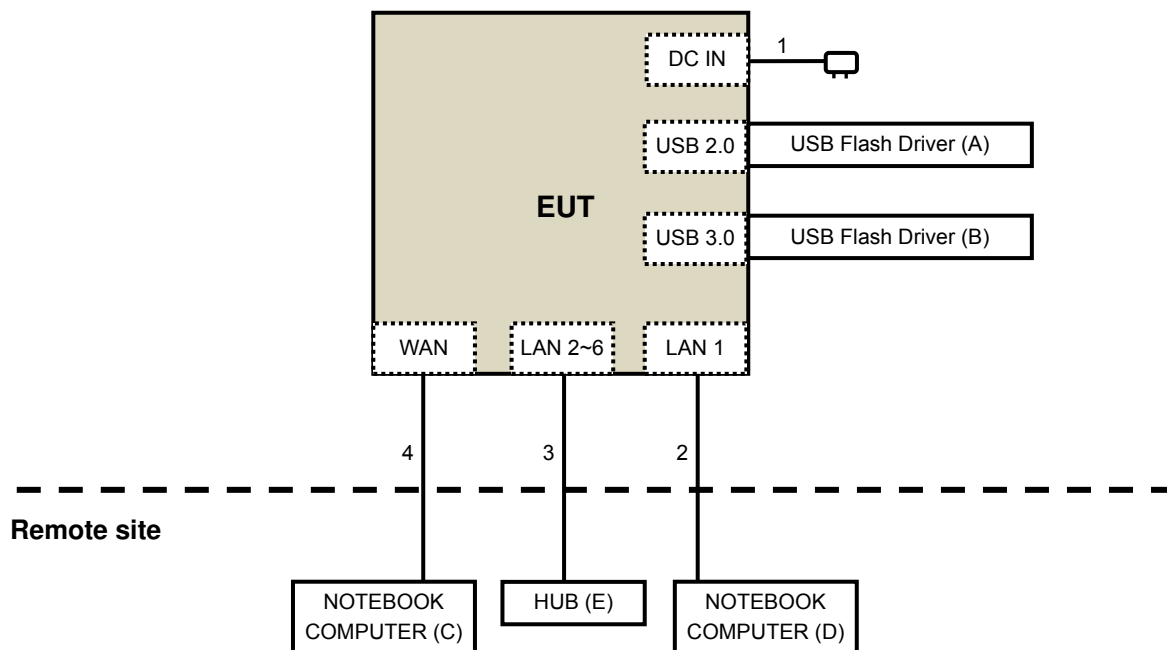 DC IN
1
USB 2.0
USB Flash Driver (A)
EUT
USB 3.0
USB Flash Driver (B)
WAN
LAN 2~6
LAN 1
4
3
2
Remote site
NOTEBOOK
COMPUTER (C)
HUB (E)
NOTEBOOK
COMPUTER (D)